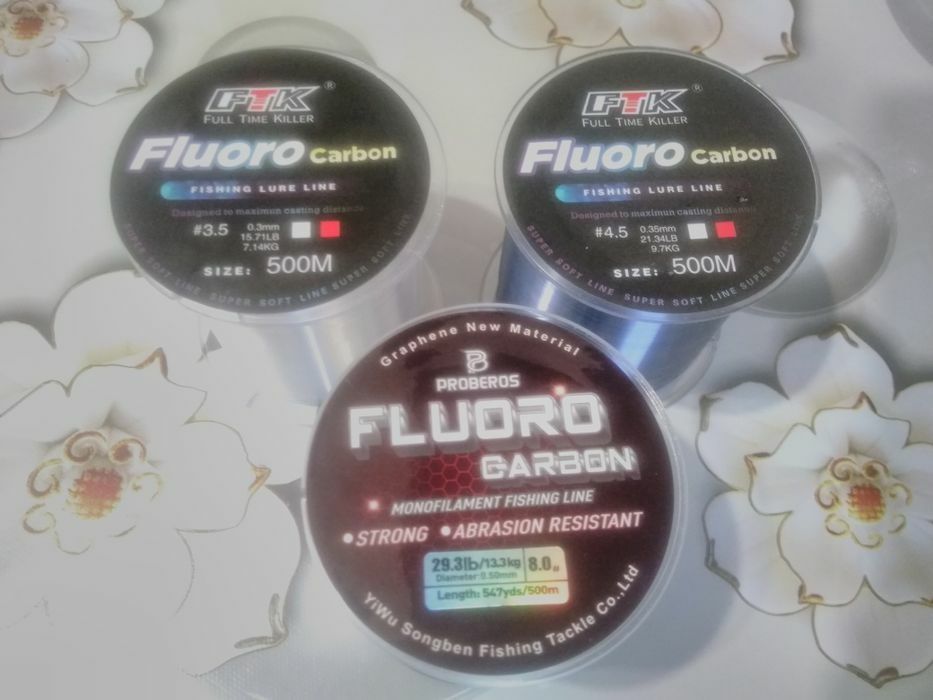 FTK®
FULL TIME KILLER
Fluoro Carbon
FISHING LURE LINE
Designed to maximun casting distance
#3.5
0.3mm
15.71LB
7.14KG
SIZE: 500M
SUPER SOFT LINE SUPER SOFT LINE SUPER SOFT LINE
FTK®
FULL TIME KILLER
Fluoro Carbon
FISHING LURE LINE
Designed to maximun casting distance
#4.5
0.35mm
21.34LB
9.7KG
SIZE: 500M
SUPER SOFT LINE SUPER SOFT LINE SUPER SOFT LINE
Graphene New Material
PROBEROS
FLUORO
CARBON
MONOFILAMENT FISHING LINE
•STRONG •ABRASION RESISTANT
29.3lb/13.3kg 8.0
Diameter:0.50mm
Length: 547yds/500m
YiWu Songben Fishing Tackle Co.,Ltd